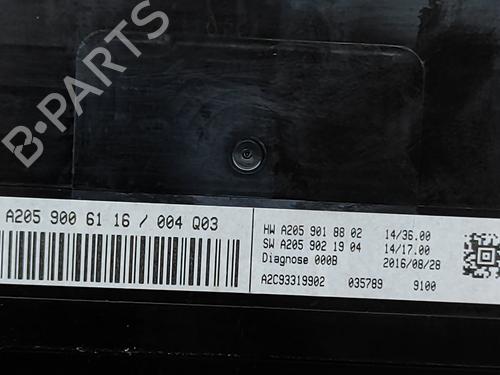 B-PARTS
A205 900 61 16 / 004 Q03
HW A205 901 88 02 14/36.00
SW A205 902 19 04 14/17.00
Diagnose 000B 2016/08/28
A2C93319902 035789 9100